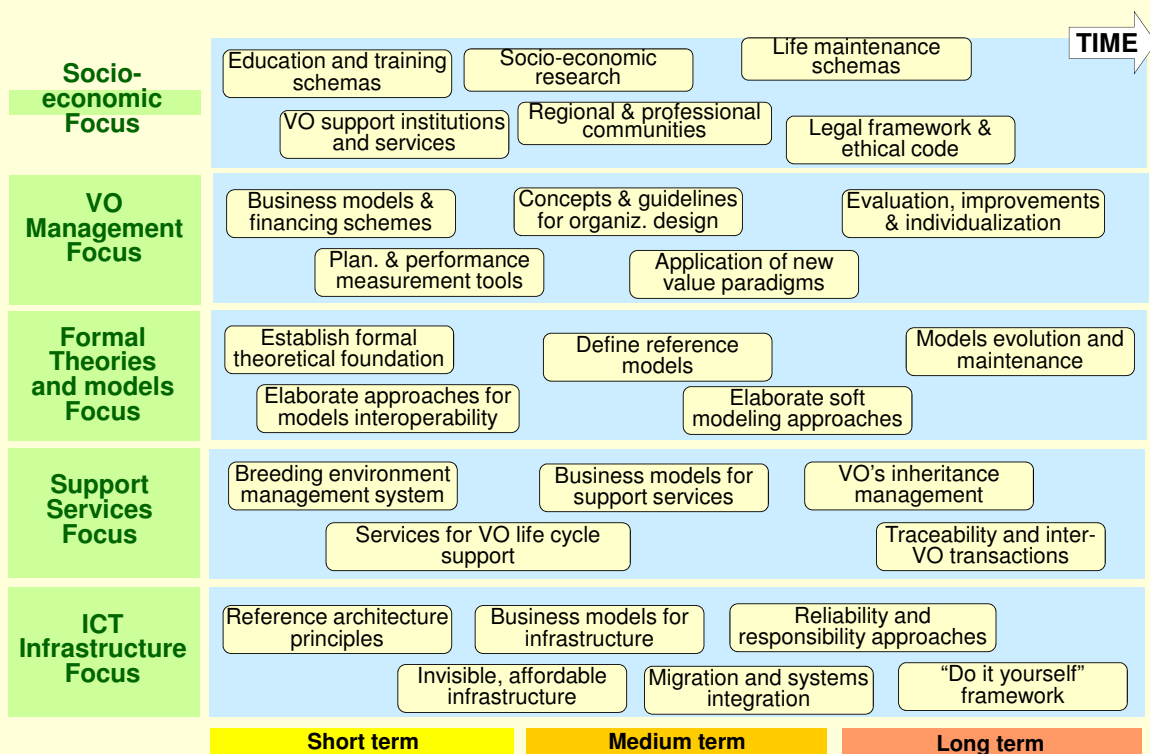 TIME
Socio-
economic
Focus
Education and training
schemas
Socio-economic
research
Life maintenance
schemas
VO support institutions
and services
Regional & professional
communities
Legal framework &
ethical code
VO
Management
Focus
Business models &
financing schemes
Concepts & guidelines
for organiz. design
Evaluation, improvements
& individualization
Plan. & performance
measurement tools
Application of new
value paradigms
Formal
Theories
and models
Focus
Establish formal
theoretical foundation
Define reference
models
Models evolution and
maintenance
Elaborate approaches for
models interoperability
Elaborate soft
modeling approaches
Support
Services
Focus
Breeding environment
management system
Business models for
support services
VO's inheritance
management
Services for VO life cycle
support
Traceability and inter-
VO transactions
ICT
Infrastructure
Focus
Reference architecture
principles
Business models for
infrastructure
Reliability and
responsibility approaches
Invisible, affordable
infrastructure
Migration and systems
integration
“Do it yourself”
framework
Short term
Medium term
Long term